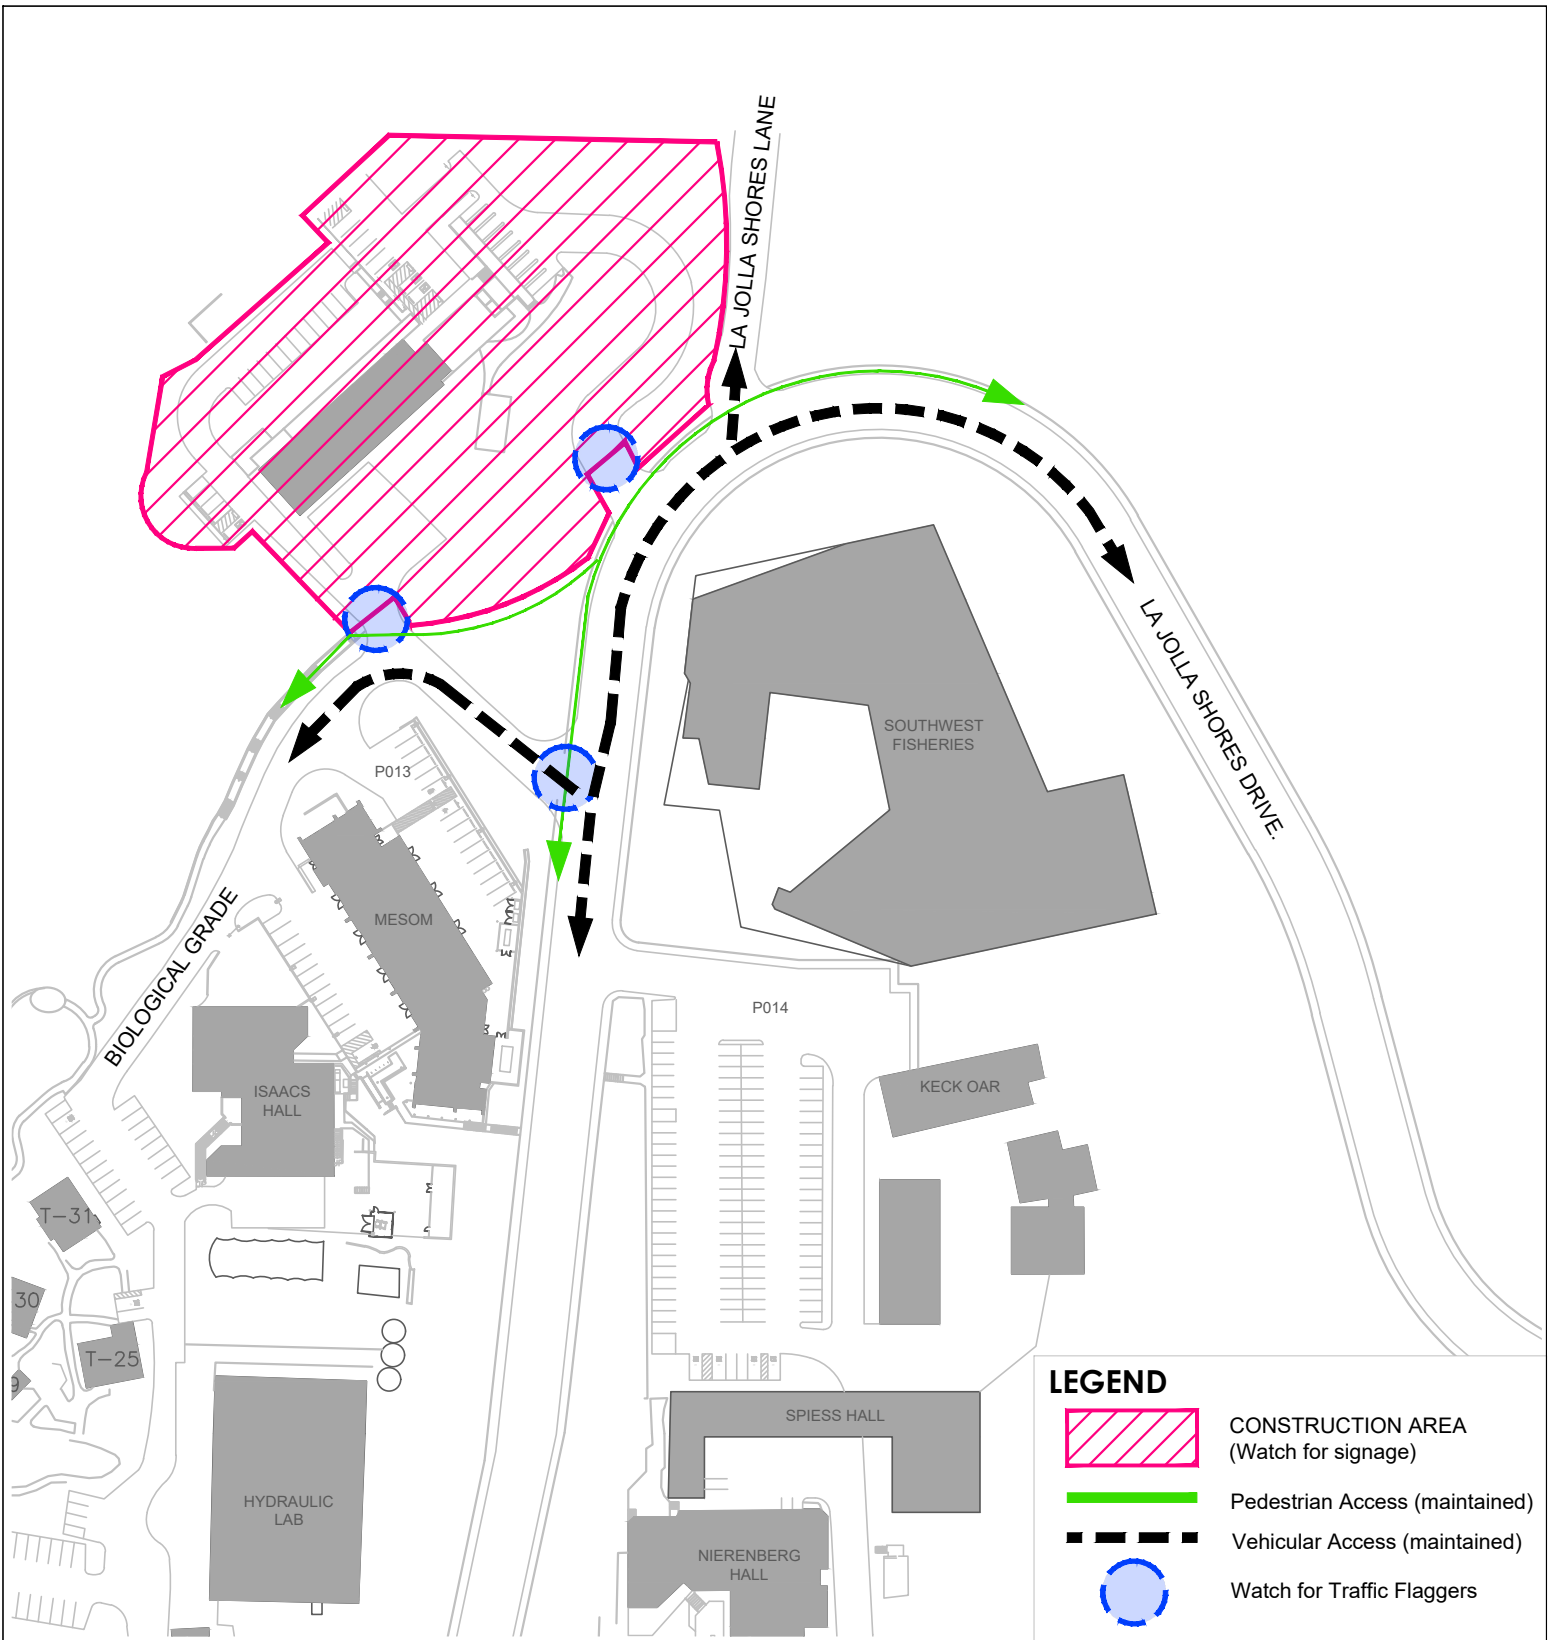 LA JOLLA SHORES LANE
LA JOLLA SHORES DRIVE.
SOUTHWEST
FISHERIES
P013
MESOM
BIOLOGICAL GRADE
P014
KECK OAR
ISAACS
HALL
T-31
30
T-25
9
SPIESS HALL
HYDRAULIC
LAB
NIERENBERG
HALL
LEGEND
CONSTRUCTION AREA
(Watch for signage)
Pedestrian Access (maintained)
Vehicular Access (maintained)
Watch for Traffic Flaggers